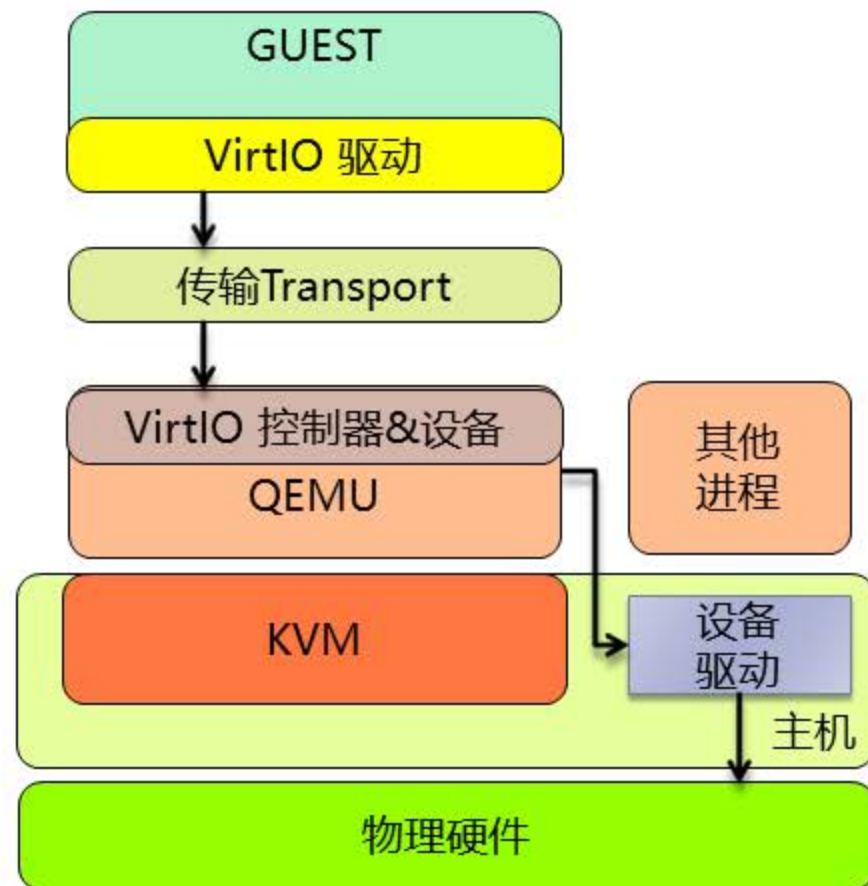 GUEST
VirtIO 驱动
传输Transport
VirtIO 控制器&设备
QEMU
其他
进程
KVM
设备
驱动
主机
物理硬件